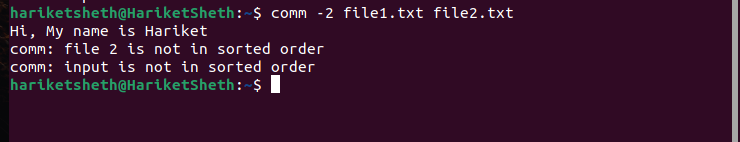 hariketsheth@HariketSheth:~$ comm -2 file1.txt file2.txt
Hi, My name is Hariket
comm: file 2 is not in sorted order
comm: input is not in sorted order
hariketsheth@HariketSheth:~$